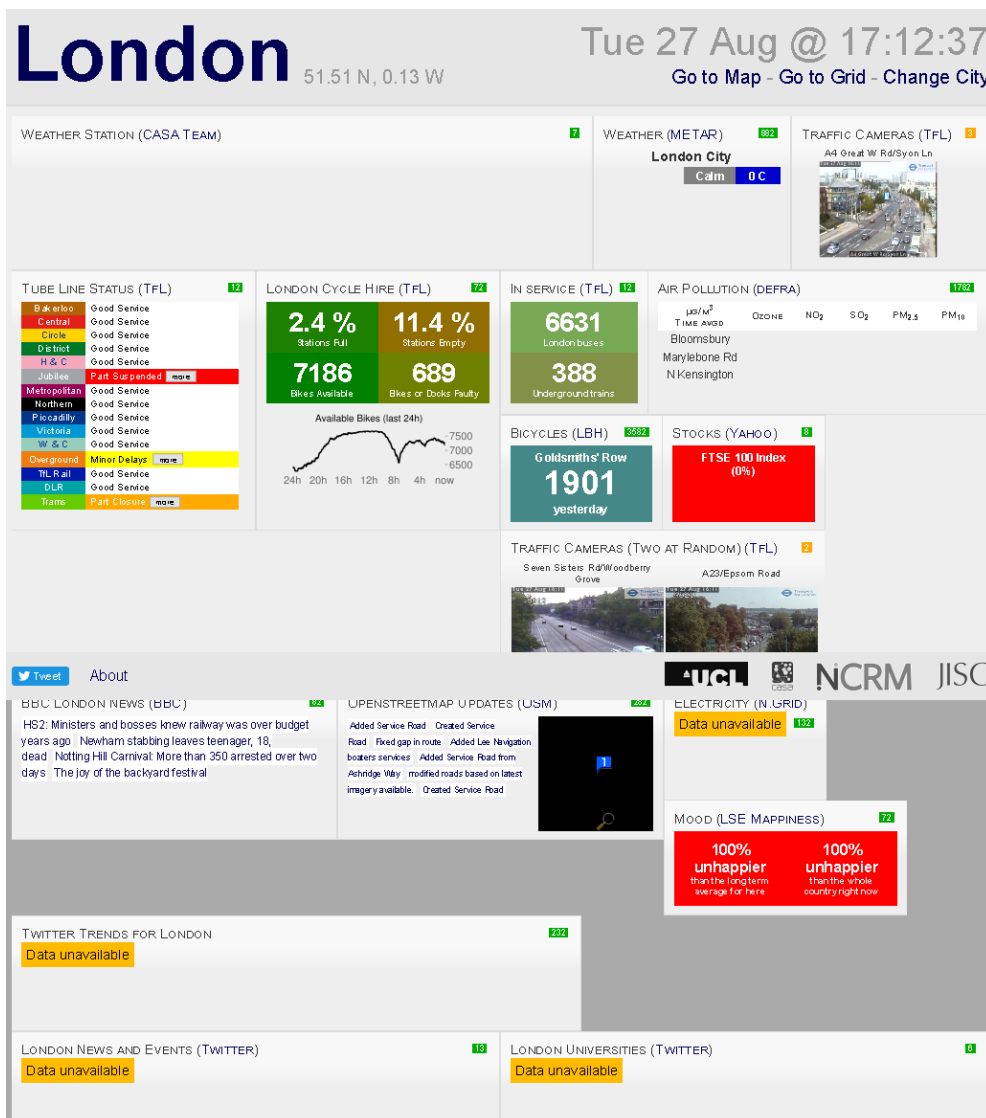 London 51.51 N, 0.13 W
Tue 27 Aug @ 17:12:37
Go to Map - Go to Grid - Change City
WEATHER STATION (CASA TEAM) 7
WEATHER (METAR) 882
London City
Calm 0 C
TRAFFIC CAMERAS (TFL) 3
A4 Great W Rd/Syon Ln
TUBE LINE STATUS (TFL) 12
Bakerloo Good Service
Central Good Service
Circle Good Service
District Good Service
H & C Good Service
Jubilee Part Suspended more
Metropolitan Good Service
Northern Good Service
Piccadilly Good Service
Victoria Good Service
W & C Good Service
Overground Minor Delays more
TfL Rail Good Service
DLR Good Service
Trams Part Closure more
LONDON CYCLE HIRE (TFL) 72
2.4 %
Stations Full
11.4 %
Stations Empty
7186
Bikes Available
689
Bikes or Docks Faulty
Available Bikes (last 24h)
7500
7000
6500
24h 20h 16h 12h 8h 4h now
IN SERVICE (TFL) 12
6631
London buses
388
Underground trains
AIR POLLUTION (DEFRA) 1782
µG/M³
TIME AVGD
OZONE NO₂ SO₂ PM₂.₅ PM₁₀
Bloomsbury
Marylebone Rd
N Kensington
BICYCLES (LBH) 3582
Goldsmiths' Row
1901
yesterday
STOCKS (YAHOO) 8
FTSE 100 Index
(0%)
TRAFFIC CAMERAS (TWO AT RANDOM) (TFL) 2
Seven Sisters Rd/Woodberry
Grove
A23/Epsom Road
Tweet About
UCL casa NCRM JISC
BBC LONDON NEWS (BBC) 82
HS2: Ministers and bosses knew railway was over budget
years ago Newham stabbing leaves teenager, 18,
dead Notting Hill Carnival: More than 350 arrested over two
days The joy of the backyard festival
OPENSTREETMAP UPDATES (OSM) 282
Added Service Road Created Service
Road Fixed gap in route Added Lee Navigation
boaters services Added Service Road from
Ashridge Way modified roads based on latest
imagery available. Created Service Road
1
ELECTRICITY (N.GRID)
Data unavailable 132
MOOD (LSE MAPPINESS) 72
100%
unhappier
than the long term
average for here
100%
unhappier
than the whole
country right now
TWITTER TRENDS FOR LONDON 232
Data unavailable
LONDON NEWS AND EVENTS (TWITTER) 13
Data unavailable
LONDON UNIVERSITIES (TWITTER) 6
Data unavailable